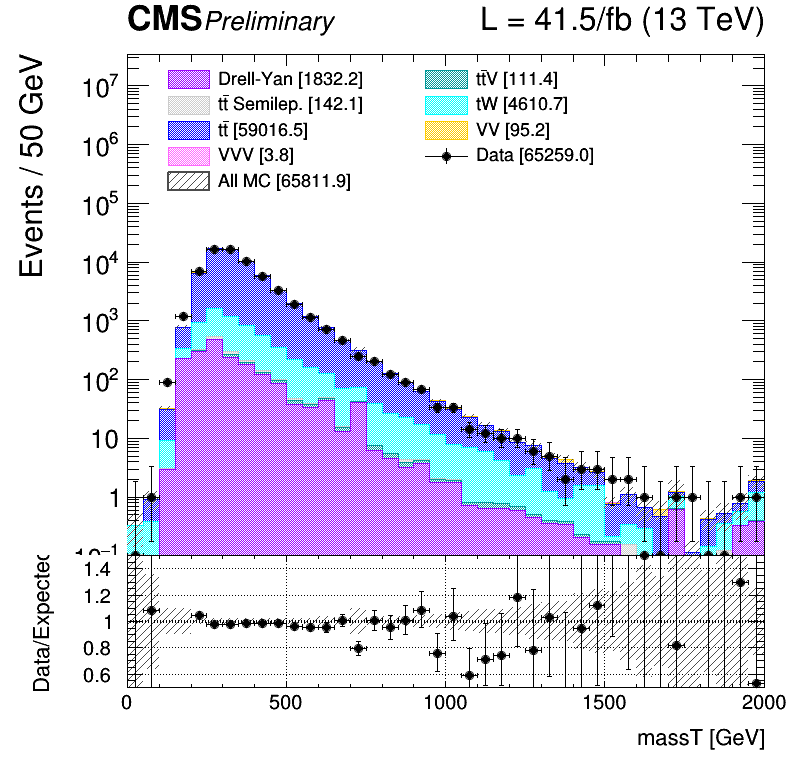 CMS Preliminary L = 41.5/fb (13 TeV)
Events / 50 GeV
Drell-Yan [1832.2]
tt̄ Semilep. [142.1]
tt̄ [59016.5]
VVV [3.8]
All MC [65811.9]
tt̄V [111.4]
tW [4610.7]
VV [95.2]
Data [65259.0]
10⁷
10⁶
10⁵
10⁴
10³
10²
10
1
10⁻¹
Data/Expected
1.4
1.2
1
0.8
0.6
0 500 1000 1500 2000
massT [GeV]